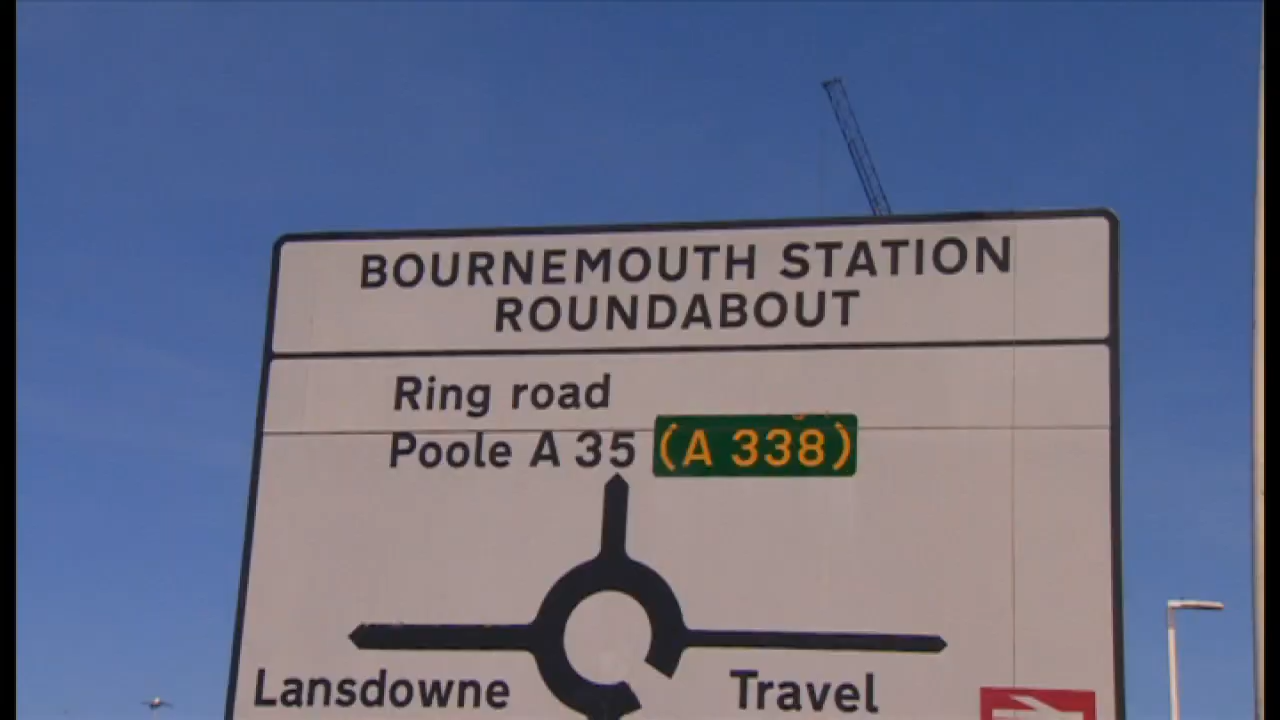 BOURNEMOUTH STATION
ROUNDABOUT
Ring road
Poole A 35 (A 338)
Lansdowne
Travel